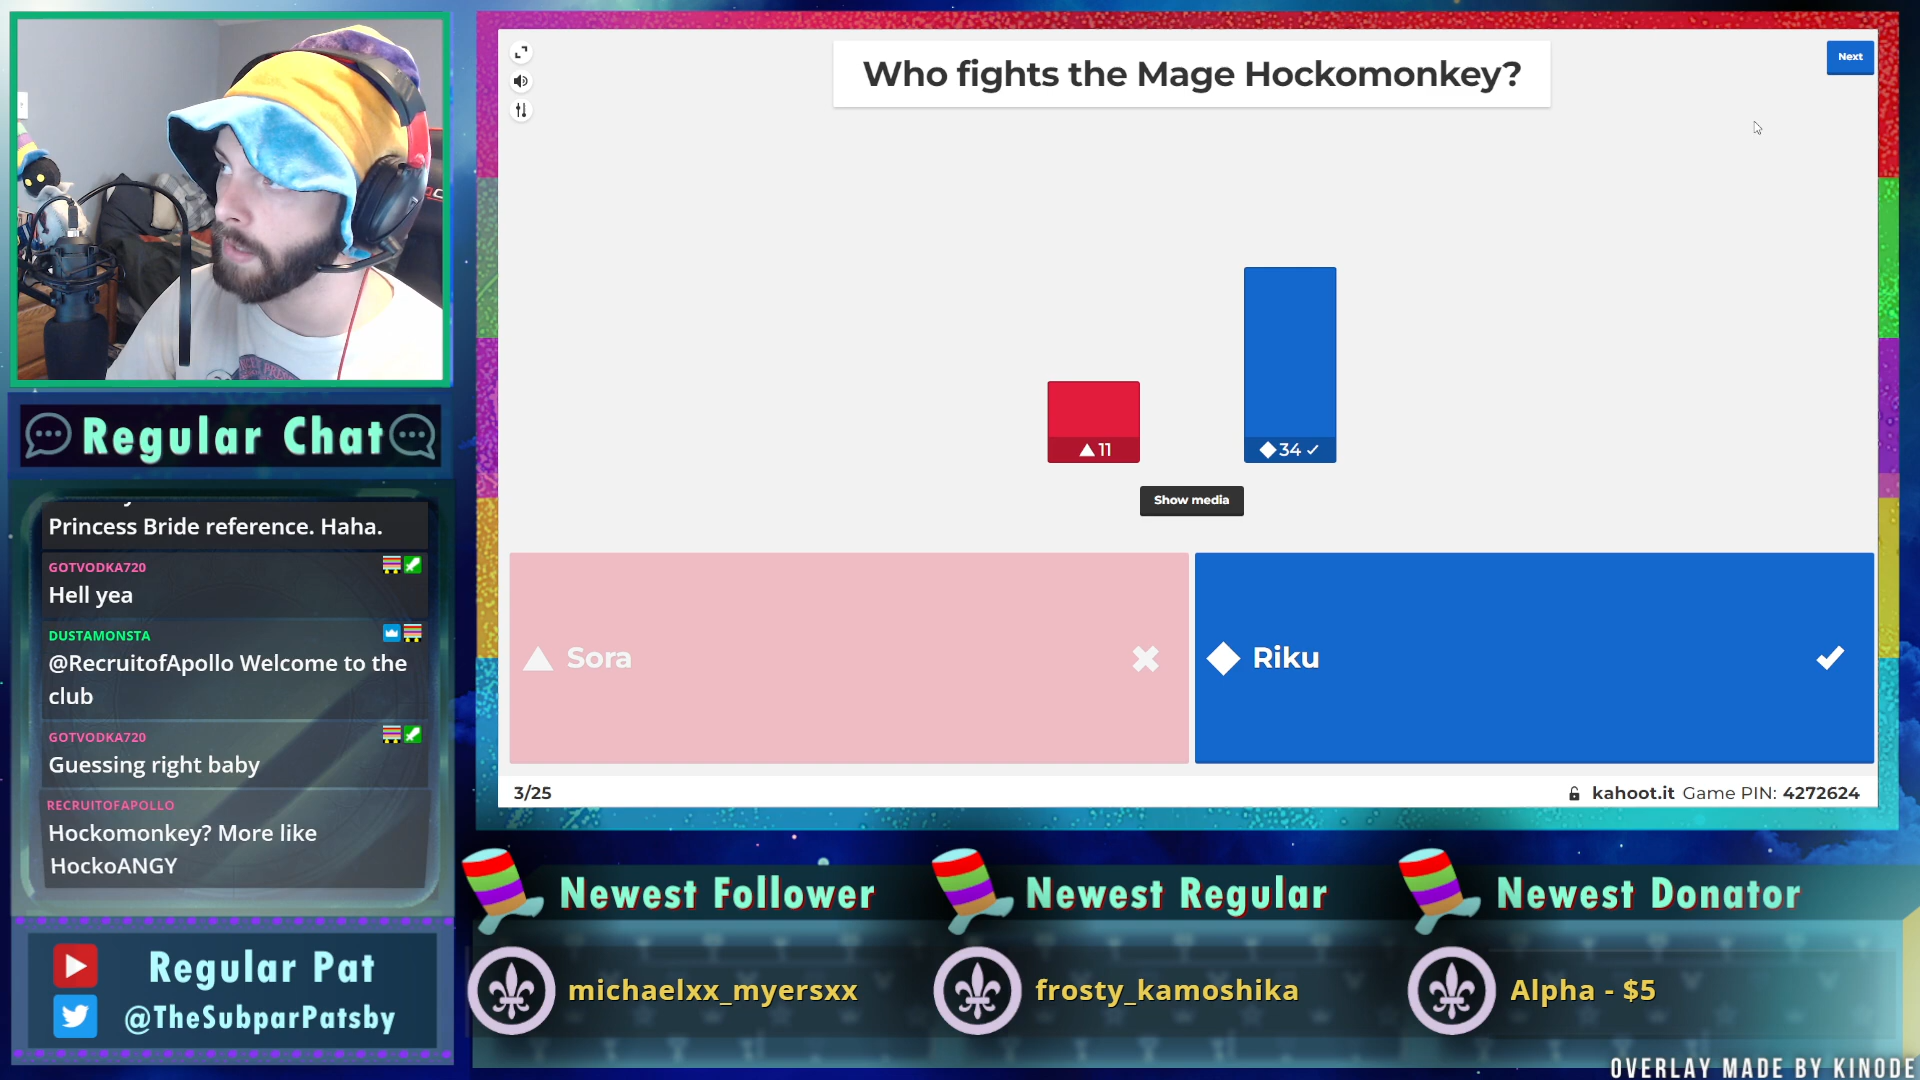 Who fights the Mage Hockomonkey?
Next
11
34
Show media
Sora
Riku
3/25
kahoot.it Game PIN: 4272624
Regular Chat
Princess Bride reference. Haha.
GOTVODKA720
Hell yea
DUSTAMONSTA
@RecruitofApollo Welcome to the
club
GOTVODKA720
Guessing right baby
RECRUITOFAPOLLO
Hockomonkey? More like
HockoANGY
Regular Pat
@TheSubparPatsby
Newest Follower
michaelxx_myersxx
Newest Regular
frosty_kamoshika
Newest Donator
Alpha - $5
OVERLAY MADE BY KINODE